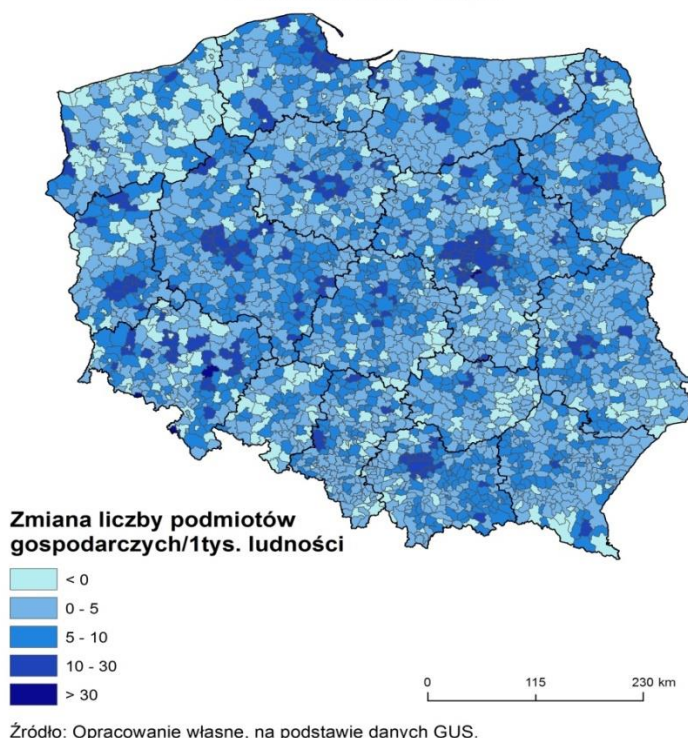 Zmiana liczby podmiotów
gospodarczych/1tys. ludności
< 0
0 - 5
5 - 10
10 - 30
> 30
0 115 230 km
Źródło: Opracowanie własne, na podstawie danych GUS.